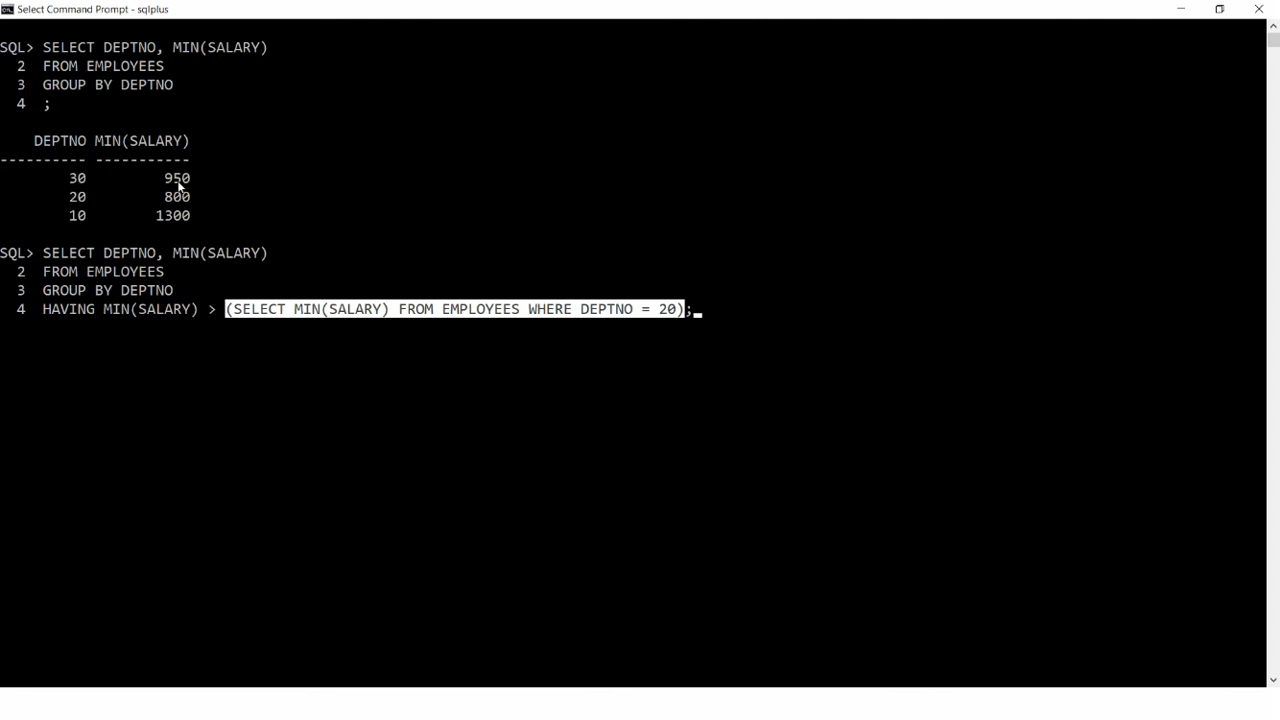 Select Command Prompt - sqlplus
SQL> SELECT DEPTNO, MIN(SALARY)
2 FROM EMPLOYEES
3 GROUP BY DEPTNO
4 ;
DEPTNO MIN(SALARY)
---------- -----------
30 950
20 800
10 1300
SQL> SELECT DEPTNO, MIN(SALARY)
2 FROM EMPLOYEES
3 GROUP BY DEPTNO
4 HAVING MIN(SALARY) > (SELECT MIN(SALARY) FROM EMPLOYEES WHERE DEPTNO = 20);